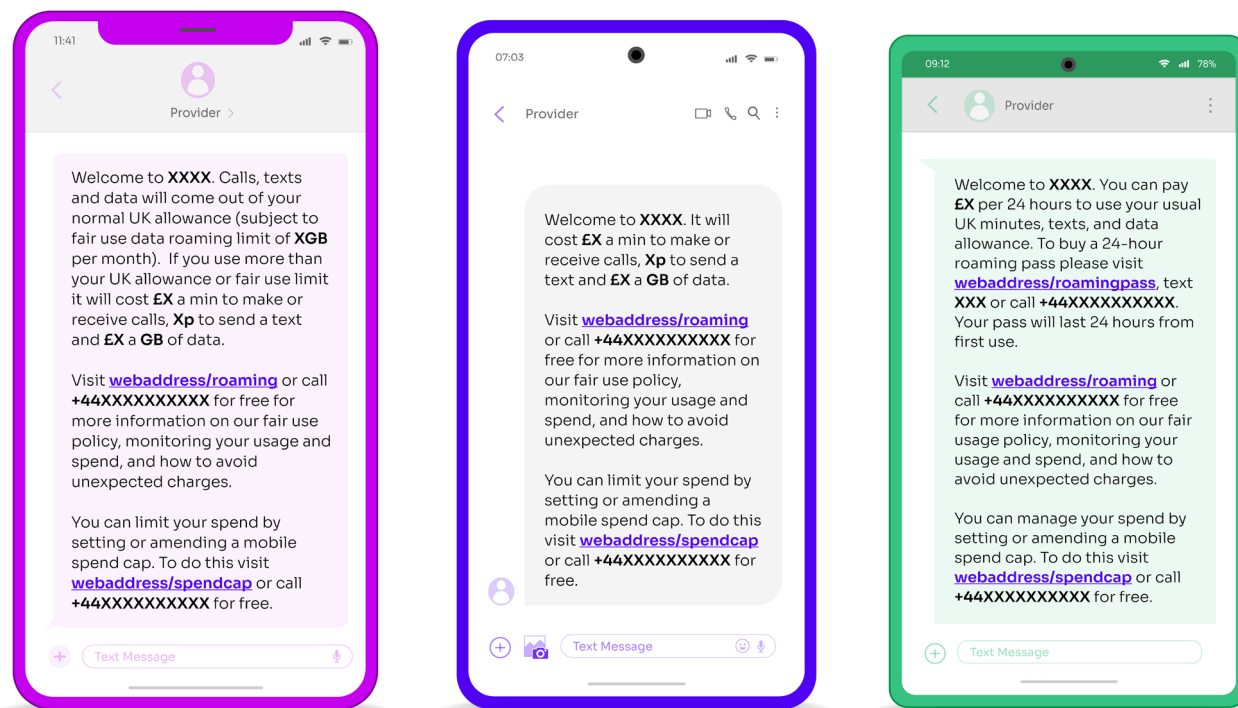 11:41
Provider >
Welcome to XXXX. Calls, texts
and data will come out of your
normal UK allowance (subject to
fair use data roaming limit of XGB
per month). If you use more than
your UK allowance or fair use limit
it will cost £X a min to make or
receive calls, Xp to send a text
and £X a GB of data.
Visit webaddress/roaming or call
+44XXXXXXXXXX for free for
more information on our fair use
policy, monitoring your usage and
spend, and how to avoid
unexpected charges.
You can limit your spend by
setting or amending a mobile
spend cap. To do this visit
webaddress/spendcap or call
+44XXXXXXXXXX for free.
Text Message
07:03
Provider
Welcome to XXXX. It will
cost £X a min to make or
receive calls, Xp to send a
text and £X a GB of data.
Visit webaddress/roaming
or call +44XXXXXXXXXX for
free for more information on
our fair use policy,
monitoring your usage and
spend, and how to avoid
unexpected charges.
You can limit your spend by
setting or amending a
mobile spend cap. To do this
visit webaddress/spendcap
or call +44XXXXXXXXXX for
free.
Text Message
09:12
78%
Provider
Welcome to XXXX. You can pay
£X per 24 hours to use your usual
UK minutes, texts, and data
allowance. To buy a 24-hour
roaming pass please visit
webaddress/roamingpass, text
XXX or call +44XXXXXXXXXX.
Your pass will last 24 hours from
first use.
Visit webaddress/roaming or
call +44XXXXXXXXXX for free
for more information on our fair
usage policy, monitoring your
usage and spend, and how to
avoid unexpected charges.
You can manage your spend by
setting or amending a mobile
spend cap. To do this visit
webaddress/spendcap or call
+44XXXXXXXXXX for free.
Text Message